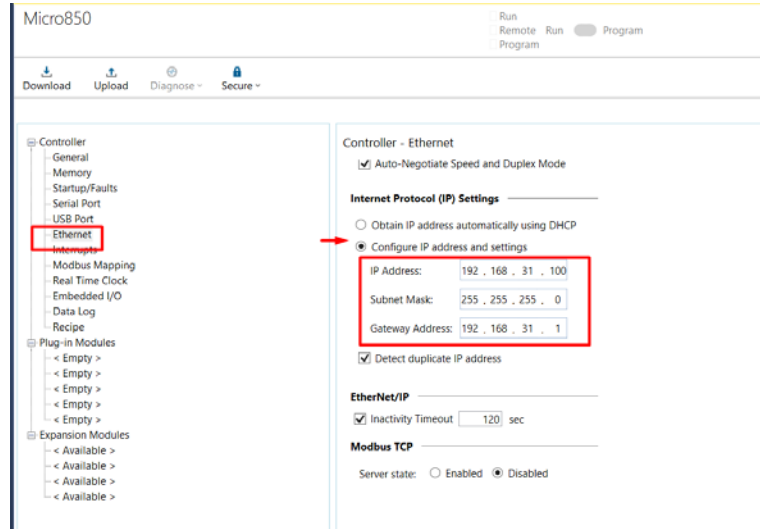 Micro850
Run
Remote Run Program
Program
Download Upload Diagnose Secure
Controller
General
Memory
Startup/Faults
Serial Port
USB Port
Ethernet
Interrupts
Modbus Mapping
Real Time Clock
Embedded I/O
Data Log
Recipe
Plug-in Modules
< Empty >
< Empty >
< Empty >
< Empty >
< Empty >
Expansion Modules
< Available >
< Available >
< Available >
< Available >
Controller - Ethernet
Auto-Negotiate Speed and Duplex Mode
Internet Protocol (IP) Settings
Obtain IP address automatically using DHCP
Configure IP address and settings
IP Address: 192 . 168 . 31 . 100
Subnet Mask: 255 . 255 . 255 . 0
Gateway Address: 192 . 168 . 31 . 1
Detect duplicate IP address
EtherNet/IP
Inactivity Timeout 120 sec
Modbus TCP
Server state: Enabled Disabled